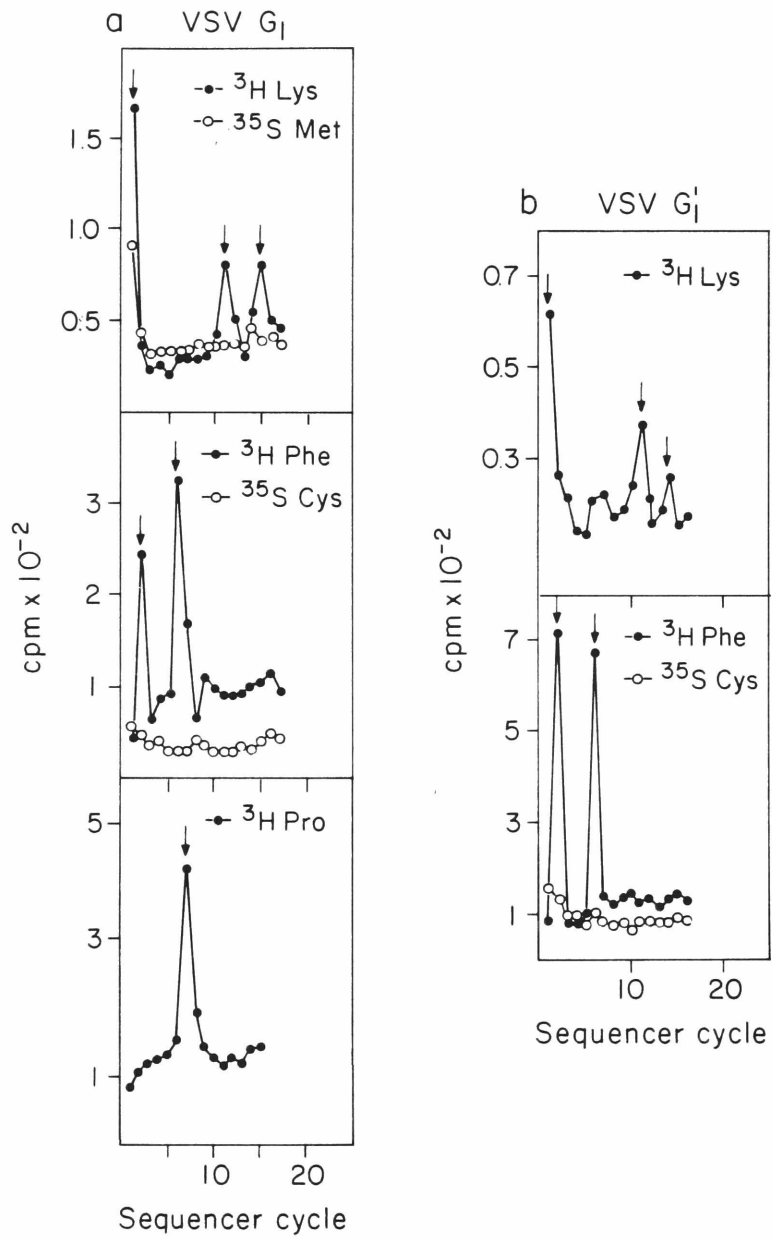 a VSV G₁
³H Lys
³⁵S Met
1.5
1.0
0.5
³H Phe
³⁵S Cys
3
2
1
³H Pro
5
3
1
cpm x 10⁻²
10 20
Sequencer cycle
b VSV G₁'
³H Lys
0.7
0.5
0.3
³H Phe
³⁵S Cys
7
5
3
1
cpm x 10⁻²
10 20
Sequencer cycle